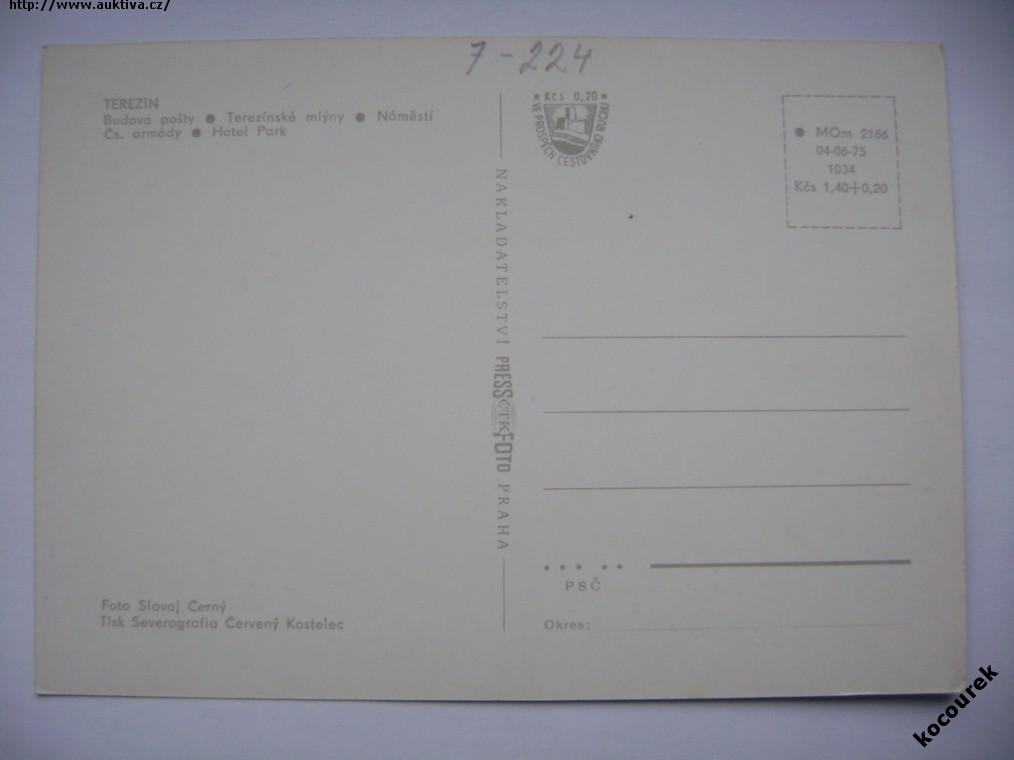 http://www.auktiva.cz/
7-224
TEREZÍN
Budova pošty ● Terezínské mlýny ● Náměstí
Čs. armády ● Hotel Park
* Kčs 0,20 *
VE PROSPĚCH CESTOVNÍHO RUCHU
● MOm 2166
04-06-75
1034
Kčs 1,40+0,20
NAKLADATELSTVÍ PRESSFOTO PRAHA
ČTK
PSČ
Okres:
Foto Slavoj Černý
Tisk Severografia Červený Kostelec
kocourek